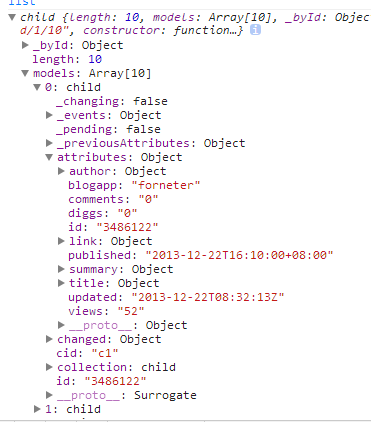 list
▼ child {length: 10, models: Array[10], _byId: Objec
d/1/10", constructor: function…} i
▶ _byId: Object
length: 10
▼ models: Array[10]
▼ 0: child
_changing: false
▶ _events: Object
_pending: false
▶ _previousAttributes: Object
▼ attributes: Object
▶ author: Object
blogapp: "forneter"
comments: "0"
diggs: "0"
id: "3486122"
▶ link: Object
published: "2013-12-22T16:10:00+08:00"
▶ summary: Object
▶ title: Object
updated: "2013-12-22T08:32:13Z"
views: "52"
▶ __proto__: Object
▶ changed: Object
cid: "c1"
▶ collection: child
id: "3486122"
▶ __proto__: Surrogate
▶ 1: child